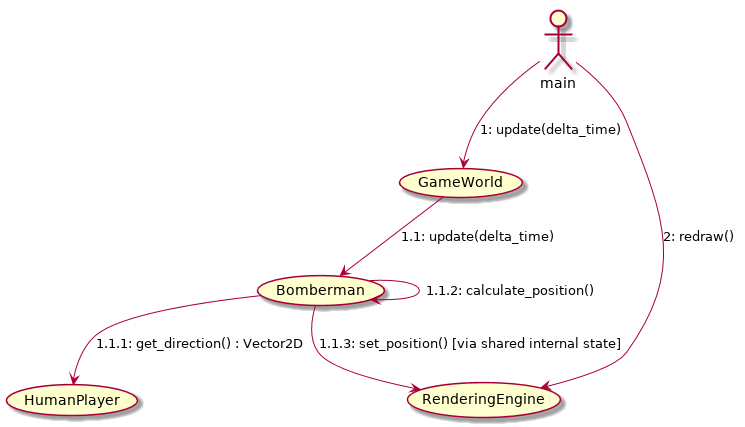 main
1: update(delta_time)
GameWorld
1.1: update(delta_time)
2: redraw()
Bomberman
1.1.2: calculate_position()
1.1.1: get_direction() : Vector2D
1.1.3: set_position() [via shared internal state]
HumanPlayer
RenderingEngine